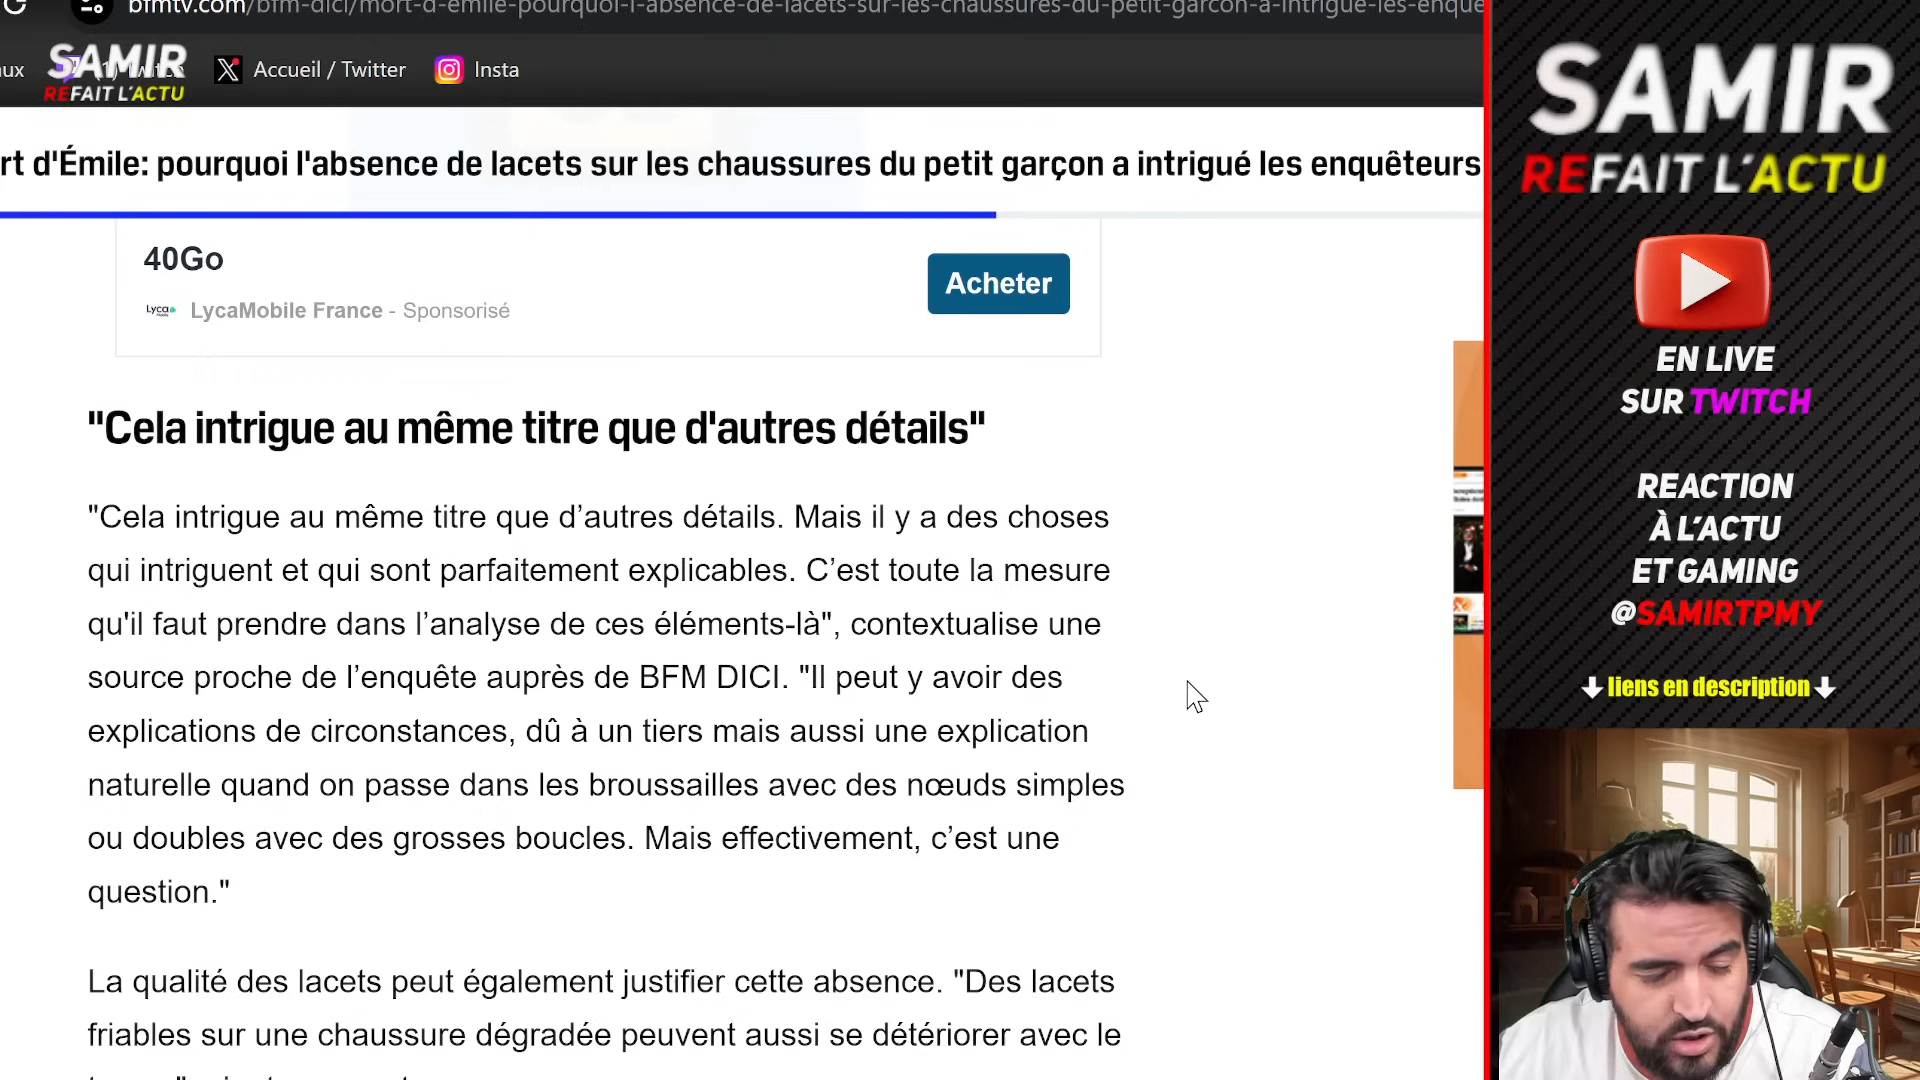 bfmtv.com/bfm-dici/mort-d-emile-pourquoi-l-absence-de-lacets-sur-les-chaussures-du-petit-garcon-a-intrigue-les-enque
ux
Twitch
Accueil / Twitter
Insta
SAMIR
REFAIT L'ACTU
rt d'Émile: pourquoi l'absence de lacets sur les chaussures du petit garçon a intrigué les enquêteurs
40Go
Lyca
LycaMobile France - Sponsorisé
Acheter
"Cela intrigue au même titre que d'autres détails"
"Cela intrigue au même titre que d’autres détails. Mais il y a des choses
qui intriguent et qui sont parfaitement explicables. C’est toute la mesure
qu'il faut prendre dans l’analyse de ces éléments-là", contextualise une
source proche de l’enquête auprès de BFM DICI. "Il peut y avoir des
explications de circonstances, dû à un tiers mais aussi une explication
naturelle quand on passe dans les broussailles avec des nœuds simples
ou doubles avec des grosses boucles. Mais effectivement, c’est une
question."
La qualité des lacets peut également justifier cette absence. "Des lacets
friables sur une chaussure dégradée peuvent aussi se détériorer avec le
SAMIR
REFAIT L'ACTU
EN LIVE
SUR TWITCH
REACTION
À L'ACTU
ET GAMING
@SAMIRTPMY
liens en description